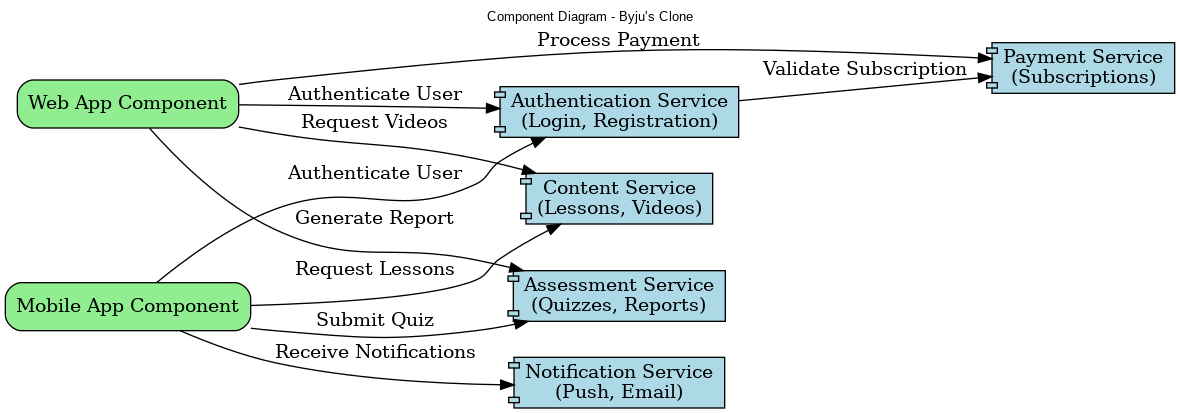 Component Diagram - Byju's Clone
Process Payment
Payment Service
(Subscriptions)
Validate Subscription
Web App Component
Authenticate User
Authentication Service
(Login, Registration)
Request Videos
Authenticate User
Content Service
(Lessons, Videos)
Generate Report
Request Lessons
Assessment Service
(Quizzes, Reports)
Mobile App Component
Submit Quiz
Receive Notifications
Notification Service
(Push, Email)